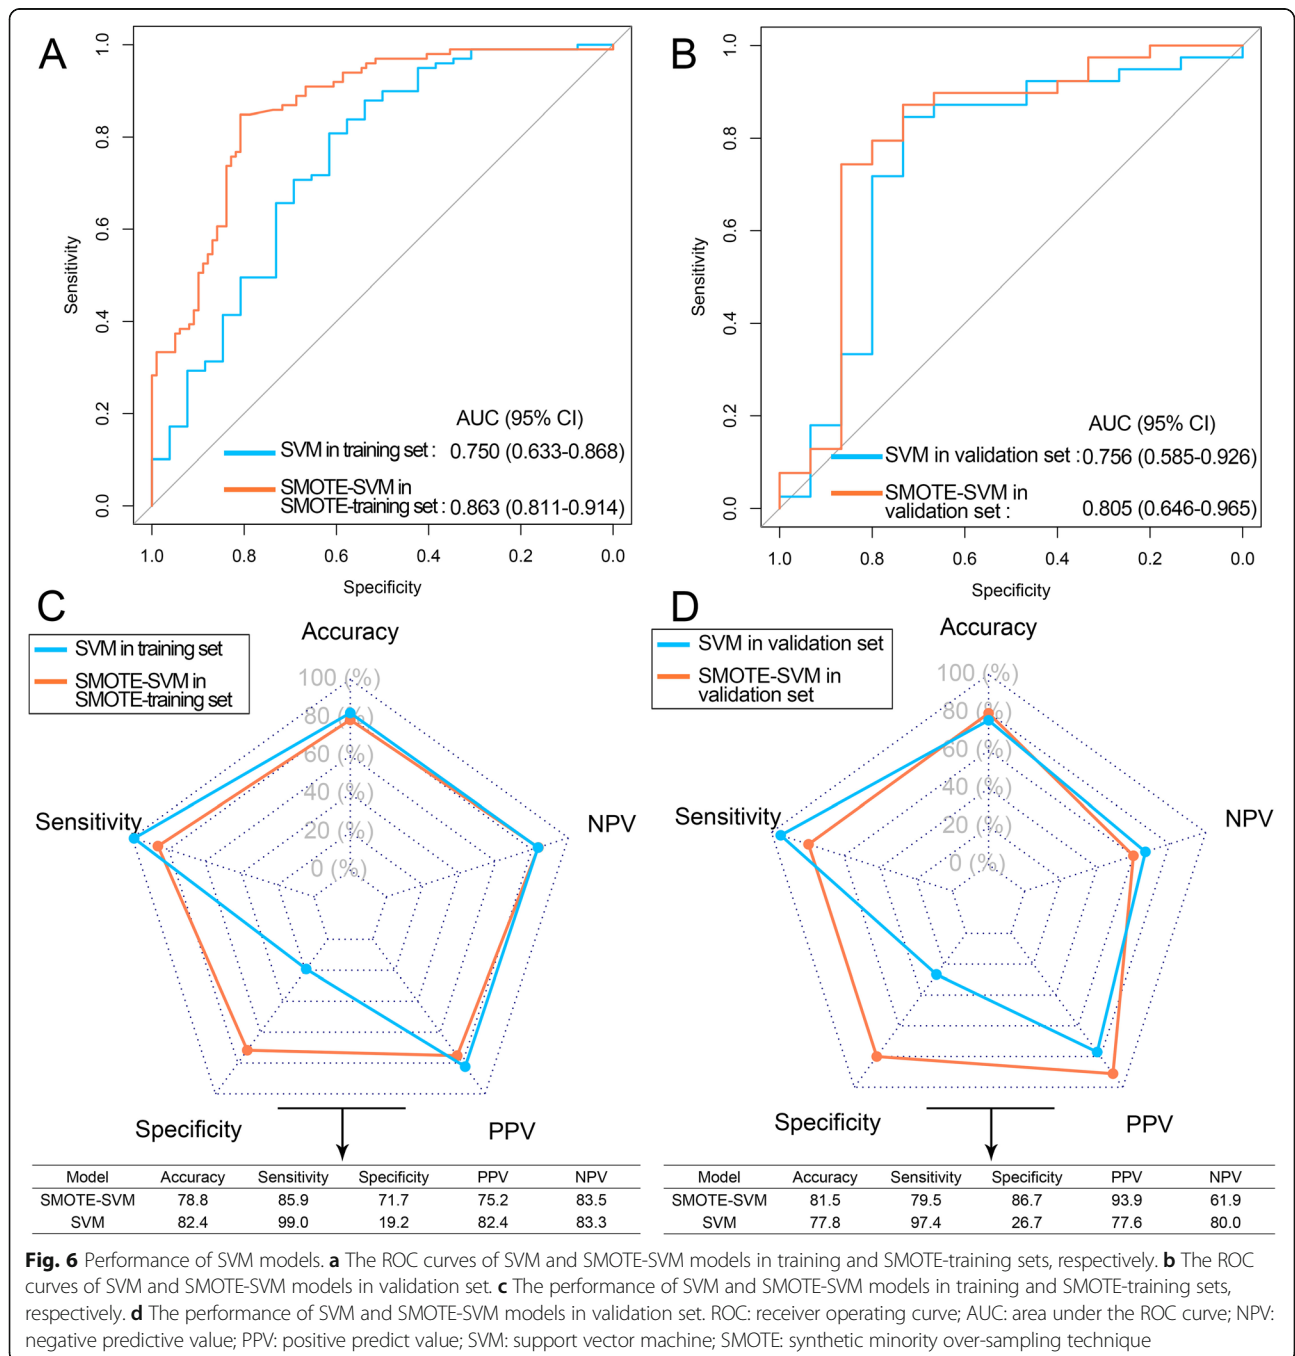 A
1.0
0.8
0.6
0.4
0.2
0.0
Sensitivity
AUC (95% CI)
SVM in training set : 0.750 (0.633-0.868)
SMOTE-SVM in
SMOTE-training set : 0.863 (0.811-0.914)
1.0 0.8 0.6 0.4 0.2 0.0
Specificity
B
1.0
0.8
0.6
0.4
0.2
0.0
Sensitivity
AUC (95% CI)
SVM in validation set : 0.756 (0.585-0.926)
SMOTE-SVM in
validation set : 0.805 (0.646-0.965)
1.0 0.8 0.6 0.4 0.2 0.0
Specificity
C
SVM in training set
SMOTE-SVM in
SMOTE-training set
Accuracy
100 (%)
80 (%)
60 (%)
40 (%)
20 (%)
0 (%)
Sensitivity
NPV
Specificity
PPV
Model Accuracy Sensitivity Specificity PPV NPV
SMOTE-SVM 78.8 85.9 71.7 75.2 83.5
SVM 82.4 99.0 19.2 82.4 83.3
D
SVM in validation set
SMOTE-SVM in
validation set
Accuracy
100 (%)
80 (%)
60 (%)
40 (%)
20 (%)
0 (%)
Sensitivity
NPV
Specificity
PPV
Model Accuracy Sensitivity Specificity PPV NPV
SMOTE-SVM 81.5 79.5 86.7 93.9 61.9
SVM 77.8 97.4 26.7 77.6 80.0
Fig. 6 Performance of SVM models. a The ROC curves of SVM and SMOTE-SVM models in training and SMOTE-training sets, respectively. b The ROC
curves of SVM and SMOTE-SVM models in validation set. c The performance of SVM and SMOTE-SVM models in training and SMOTE-training sets,
respectively. d The performance of SVM and SMOTE-SVM models in validation set. ROC: receiver operating curve; AUC: area under the ROC curve; NPV:
negative predictive value; PPV: positive predict value; SVM: support vector machine; SMOTE: synthetic minority over-sampling technique